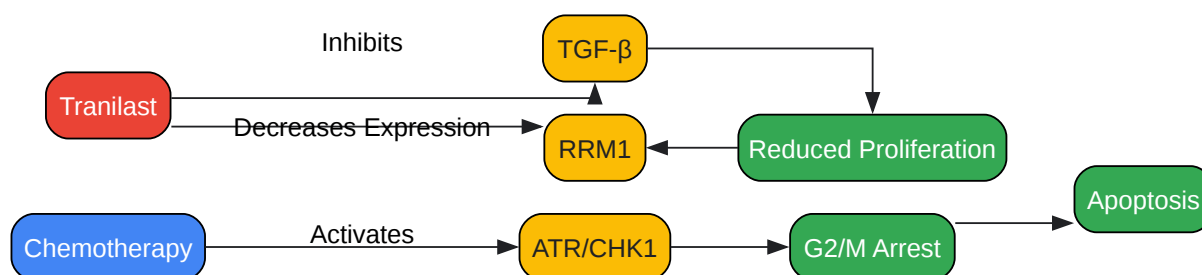 Inhibits
TGF-β
Tranilast
Decreases Expression
RRM1
Reduced Proliferation
Apoptosis
Chemotherapy
Activates
ATR/CHK1
G2/M Arrest